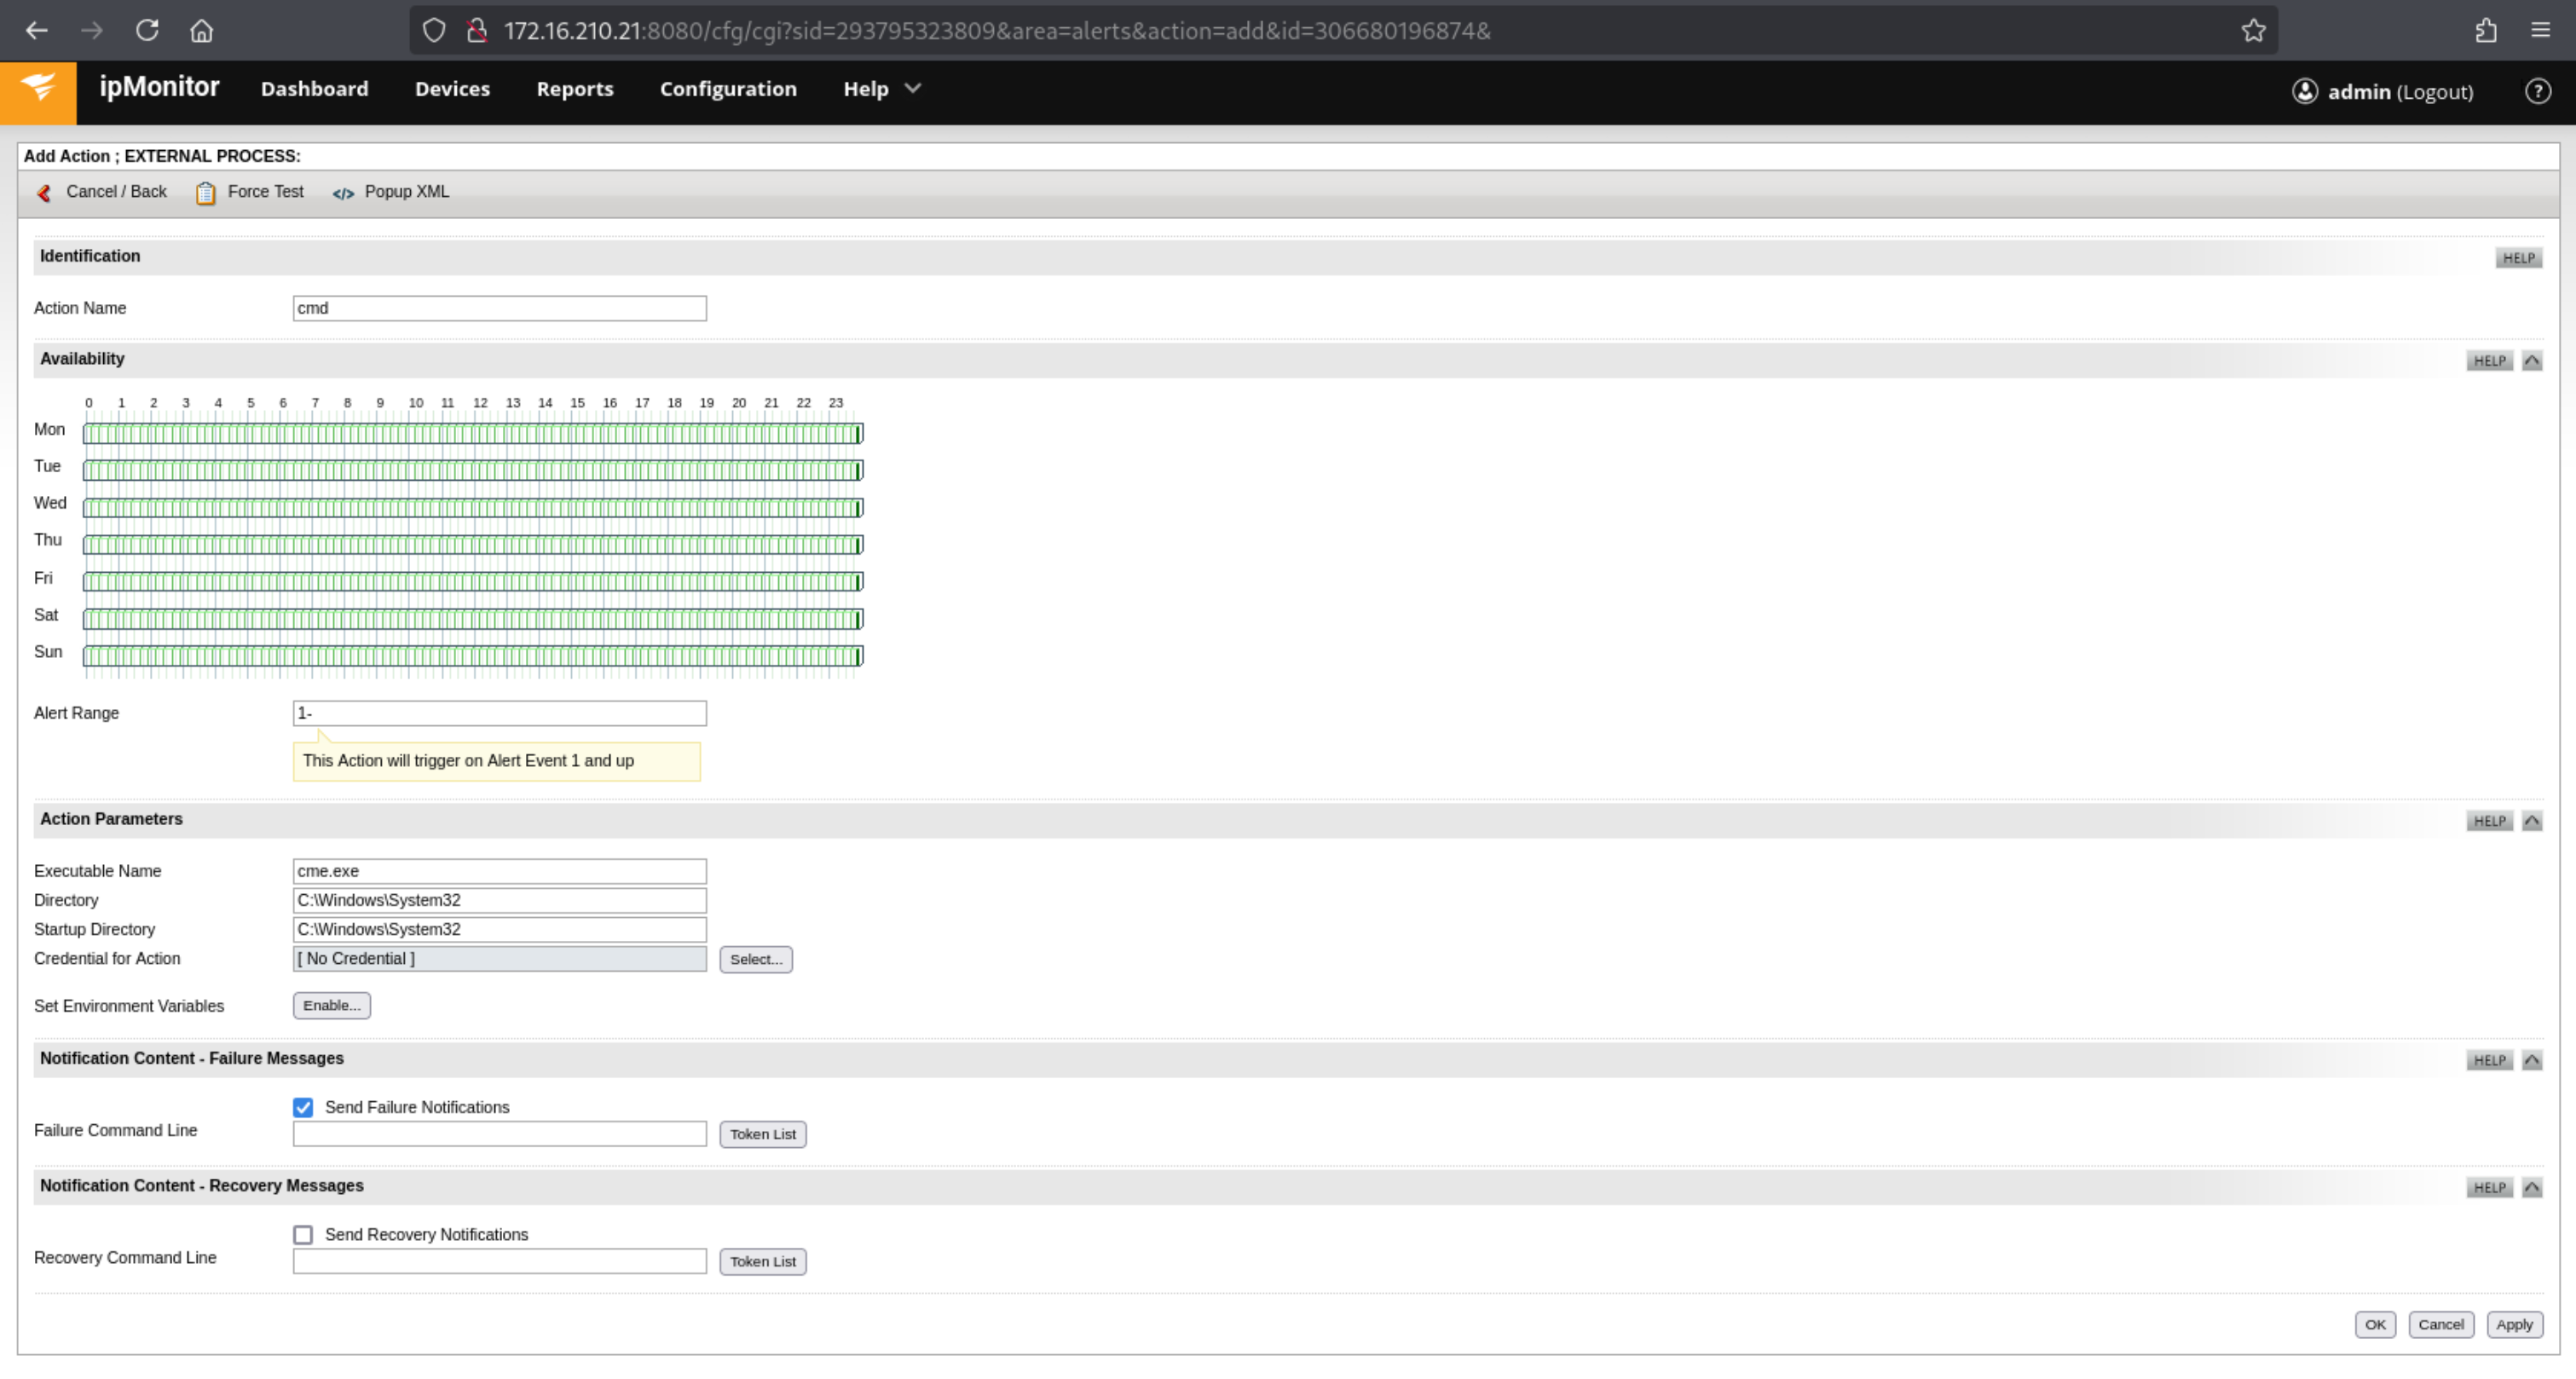 172.16.210.21:8080/cfg/cgi?sid=293795323809&area=alerts&action=add&id=306680196874&
ipMonitor Dashboard Devices Reports Configuration Help admin (Logout) ?
Add Action ; EXTERNAL PROCESS:
Cancel / Back Force Test </> Popup XML
Identification HELP
Action Name cmd
Availability HELP
0 1 2 3 4 5 6 7 8 9 10 11 12 13 14 15 16 17 18 19 20 21 22 23
Mon
Tue
Wed
Thu
Fri
Sat
Sun
Alert Range 1-
This Action will trigger on Alert Event 1 and up
Action Parameters HELP
Executable Name cme.exe
Directory C:\Windows\System32
Startup Directory C:\Windows\System32
Credential for Action [ No Credential ] Select...
Set Environment Variables Enable...
Notification Content - Failure Messages HELP
Send Failure Notifications
Failure Command Line Token List
Notification Content - Recovery Messages HELP
Send Recovery Notifications
Recovery Command Line Token List
OK Cancel Apply